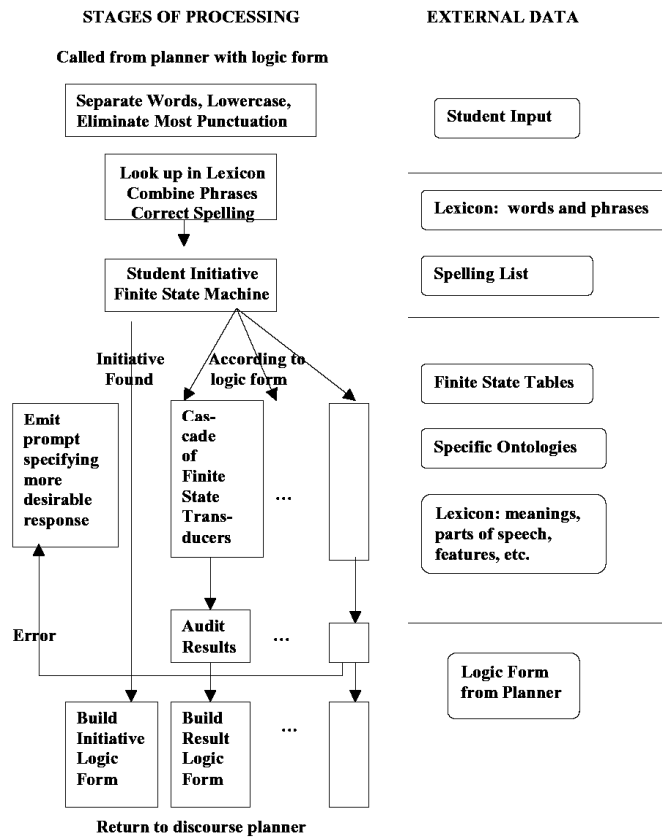 STAGES OF PROCESSING
EXTERNAL DATA
Called from planner with logic form
Separate Words, Lowercase,
Eliminate Most Punctuation
Student Input
Look up in Lexicon
Combine Phrases
Correct Spelling
Lexicon: words and phrases
Student Initiative
Finite State Machine
Spelling List
Initiative
Found
According to
logic form
Finite State Tables
Emit
prompt
specifying
more
desirable
response
Cas-
cade
of
Finite
State
Trans-
ducers
...
Specific Ontologies
Lexicon: meanings,
parts of speech,
features, etc.
Error
Audit
Results
...
Logic Form
from Planner
Build
Initiative
Logic
Form
Build
Result
Logic
Form
...
Return to discourse planner